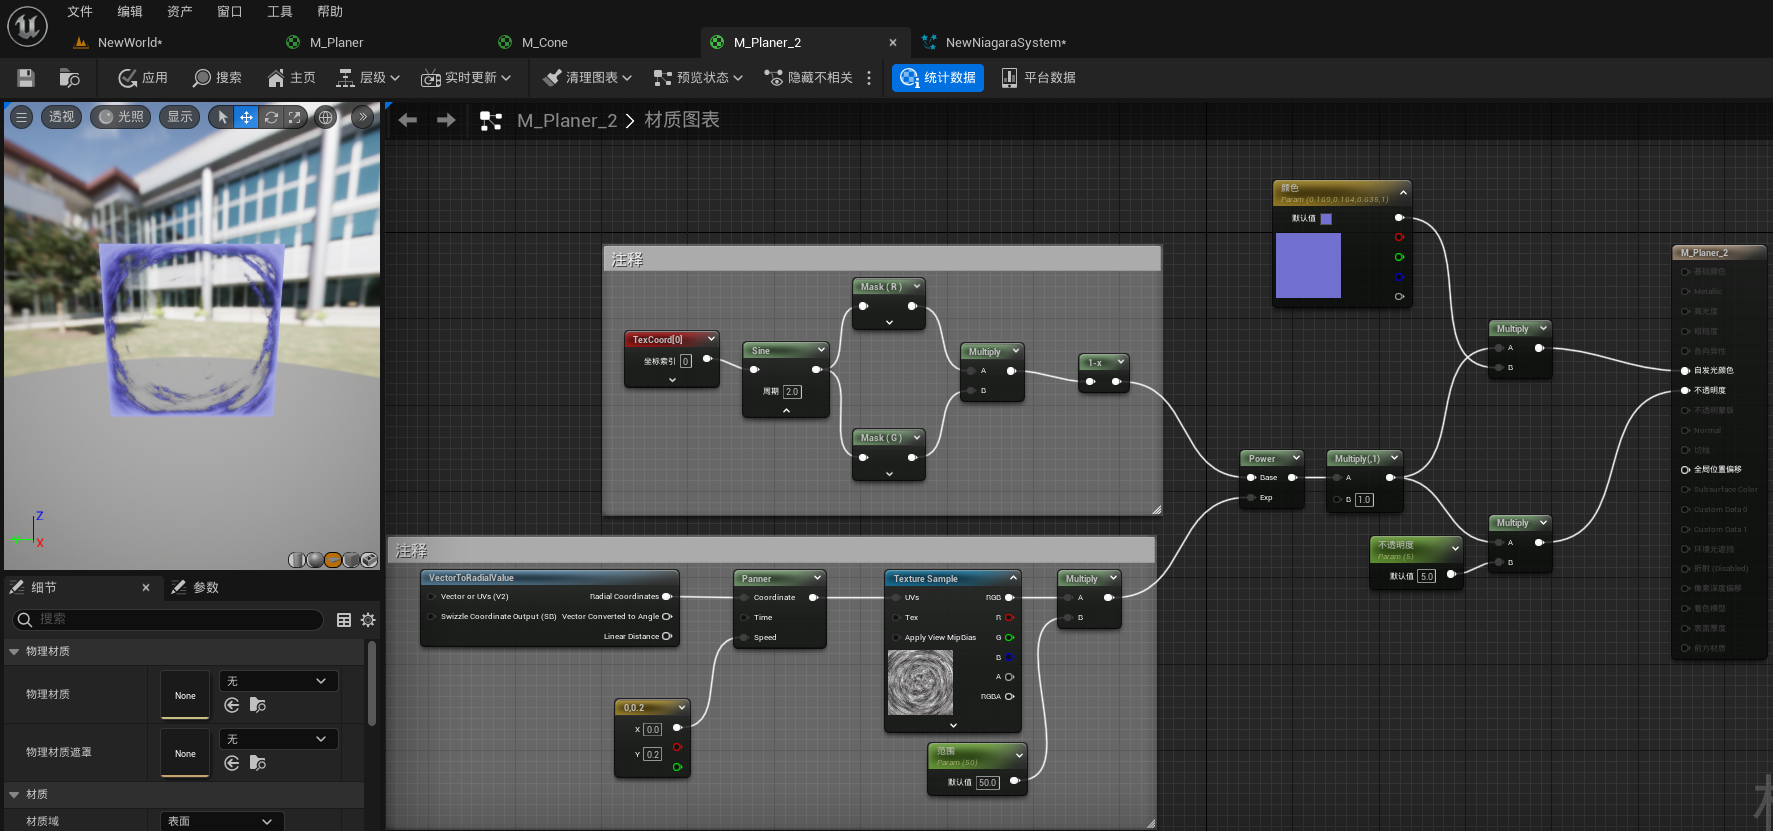 文件 编辑 资产 窗口 工具 帮助
NewWorld* M_Planer M_Cone M_Planer_2 NewNiagaraSystem*
应用 搜索 主页 层级 实时更新 清理图表 预览状态 隐藏不相关 统计数据 平台数据
透视 光照 显示
M_Planer_2 材质图表
颜色
默认值
注释
Mask ( R )
TexCoord[0]
坐标索引 0
Sine
周期 2.0
Multiply
A
B
1-x
Mask ( G )
M_Planer_2
基础颜色
Metallic
高光度
粗糙度
各向异性
自发光颜色
不透明度
不透明蒙版
Normal
切线
全局位置偏移
Subsurface Color
Custom Data 0
Custom Data 1
环境光遮挡
折射 (Disabled)
像素深度偏移
着色模型
表面厚度
前方材质
Multiply
A
B
Power
Base
Exp
Multiply(,1)
A
B 1.0
Multiply
A
B
不透明度
Param (5)
默认值 5.0
注释
VectorToRadialValue
Vector or UVs (V2) Radial Coordinates
Swizzle Coordinate Output (SB) Vector Converted to Angle
Linear Distance
Panner
Coordinate
Time
Speed
Texture Sample
UVs RGB
Tex R
Apply View MipBias G
B
A
RGBA
Multiply
A
B
0,0.2
X 0.0
Y 0.2
范围
Param (50)
默认值 50.0
Z
X
细节 参数
搜索
物理材质
物理材质 None 无
物理材质遮罩 None 无
材质
材质域 表面